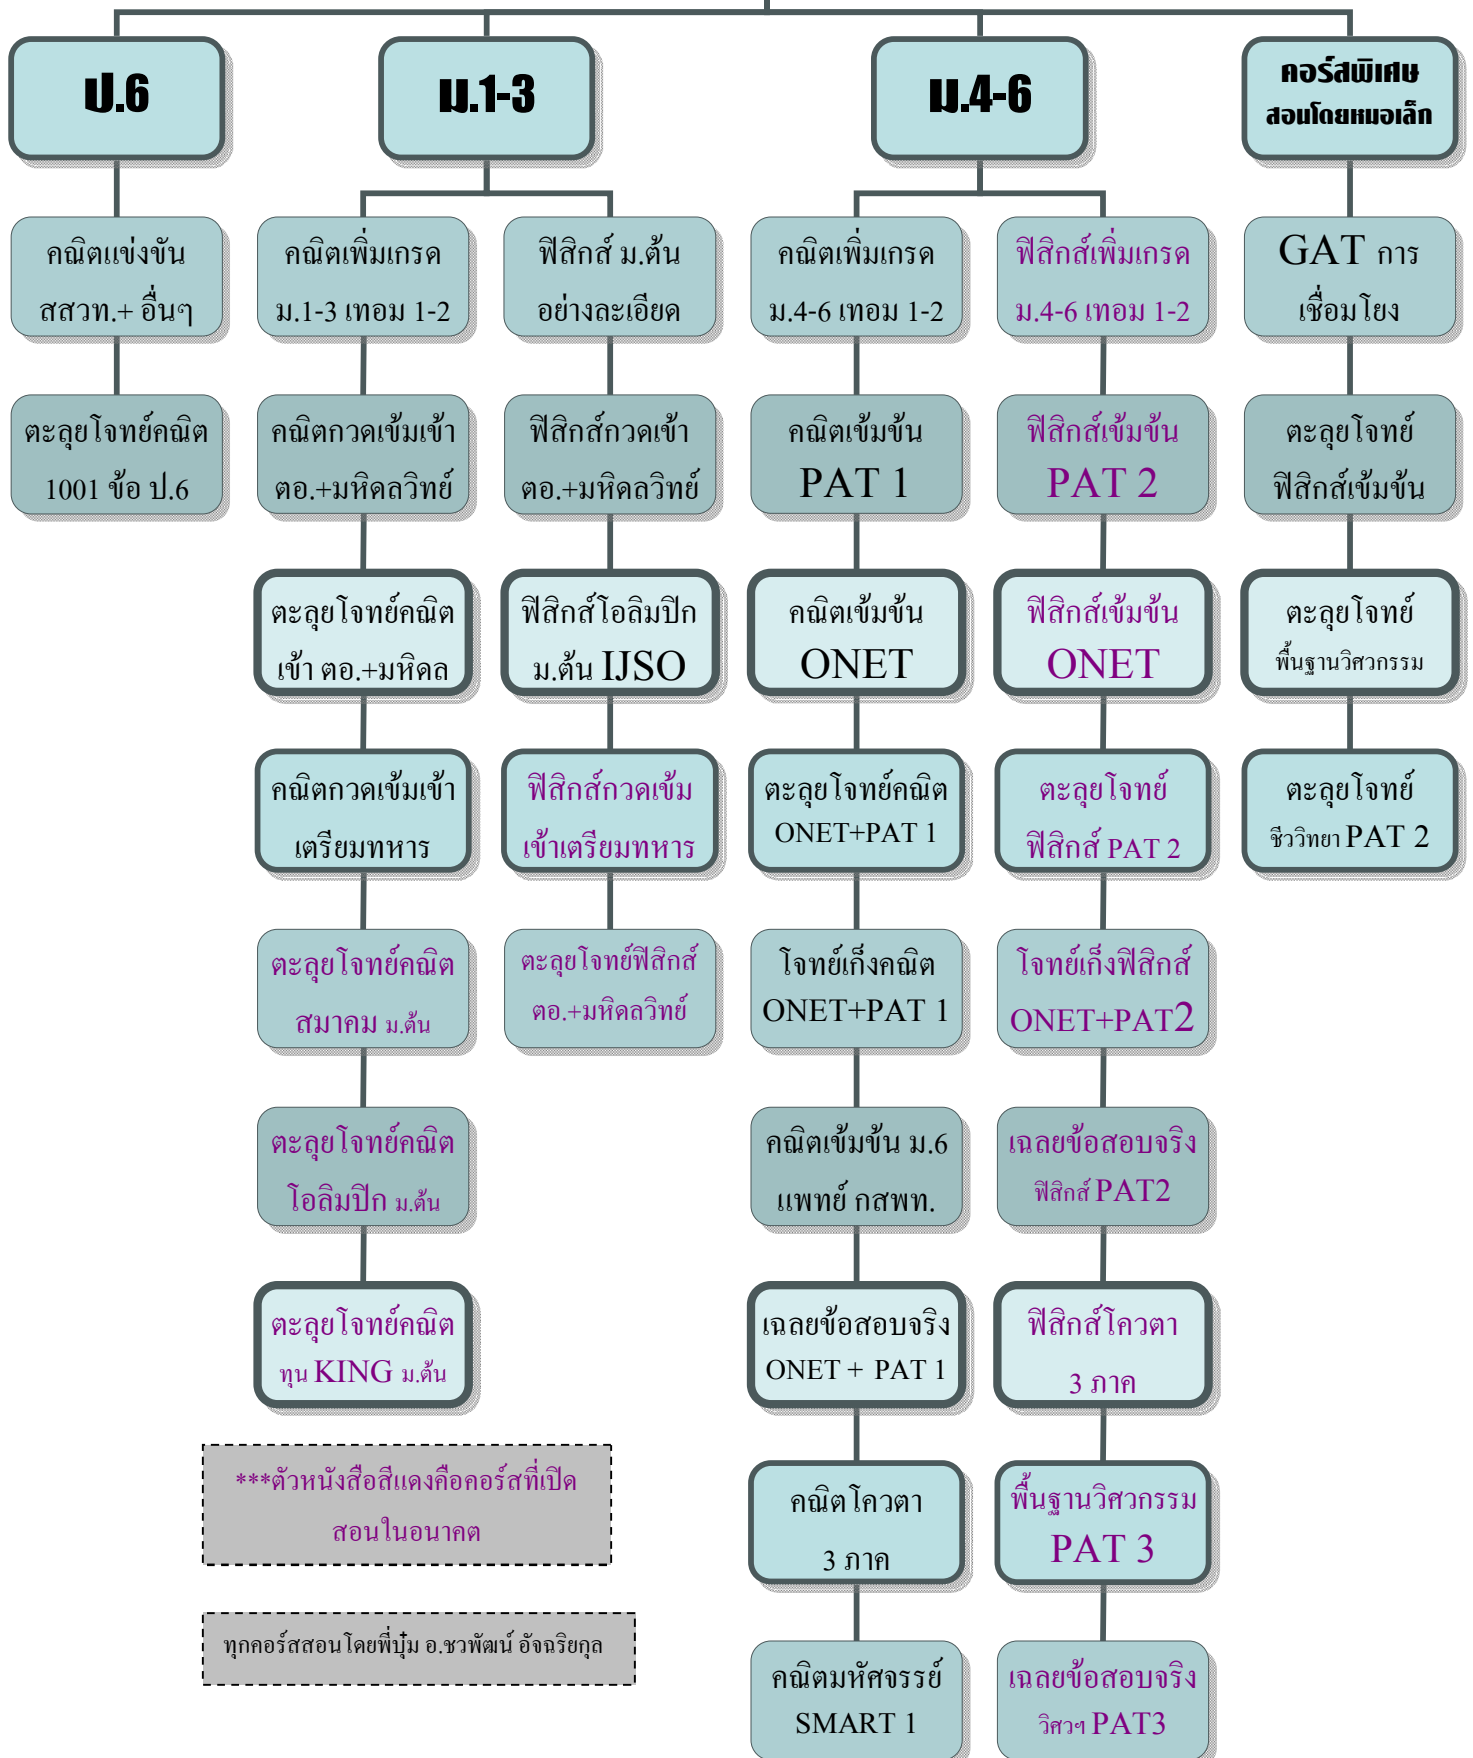 ป.6
ม.1-3
ม.4-6
คอร์สพิเศษ
สอนโดยหมอเล็ก
คณิตแข่งขัน
สสวท.+ อื่นๆ
ตะลุยโจทย์คณิต
1001 ข้อ ป.6
คณิตเพิ่มเกรด
ม.1-3 เทอม 1-2
คณิตกวดเข้มเข้า
ตอ.+มหิดลวิทย์
ตะลุยโจทย์คณิต
เข้า ตอ.+มหิดล
คณิตกวดเข้มเข้า
เตรียมทหาร
ตะลุยโจทย์คณิต
สมาคม ม.ต้น
ตะลุยโจทย์คณิต
โอลิมปิก ม.ต้น
ตะลุยโจทย์คณิต
ทุน KING ม.ต้น
ฟิสิกส์ ม.ต้น
อย่างละเอียด
ฟิสิกส์กวดเข้า
ตอ.+มหิดลวิทย์
ฟิสิกส์โอลิมปิก
ม.ต้น IJSO
ฟิสิกส์กวดเข้ม
เข้าเตรียมทหาร
ตะลุยโจทย์ฟิสิกส์
ตอ.+มหิดลวิทย์
คณิตเพิ่มเกรด
ม.4-6 เทอม 1-2
คณิตเข้มข้น
PAT 1
คณิตเข้มข้น
ONET
ตะลุยโจทย์คณิต
ONET+PAT 1
โจทย์เก็งคณิต
ONET+PAT 1
คณิตเข้มข้น ม.6
แพทย์ กสพท.
เฉลยข้อสอบจริง
ONET + PAT 1
คณิตโควตา
3 ภาค
คณิตมหัศจรรย์
SMART 1
ฟิสิกส์เพิ่มเกรด
ม.4-6 เทอม 1-2
ฟิสิกส์เข้มข้น
PAT 2
ฟิสิกส์เข้มข้น
ONET
ตะลุยโจทย์
ฟิสิกส์ PAT 2
โจทย์เก็งฟิสิกส์
ONET+PAT2
เฉลยข้อสอบจริง
ฟิสิกส์ PAT2
ฟิสิกส์โควตา
3 ภาค
พื้นฐานวิศวกรรม
PAT 3
เฉลยข้อสอบจริง
วิศวฯ PAT3
GAT การ
เชื่อมโยง
ตะลุยโจทย์
ฟิสิกส์เข้มข้น
ตะลุยโจทย์
พื้นฐานวิศวกรรม
ตะลุยโจทย์
ชีววิทยา PAT 2
***ตัวหนังสือสีแดงคือคอร์สที่เปิด
สอนในอนาคต
ทุกคอร์สสอนโดยพี่บุ๋ม อ.ชวพัฒน์ อัจฉริยกุล